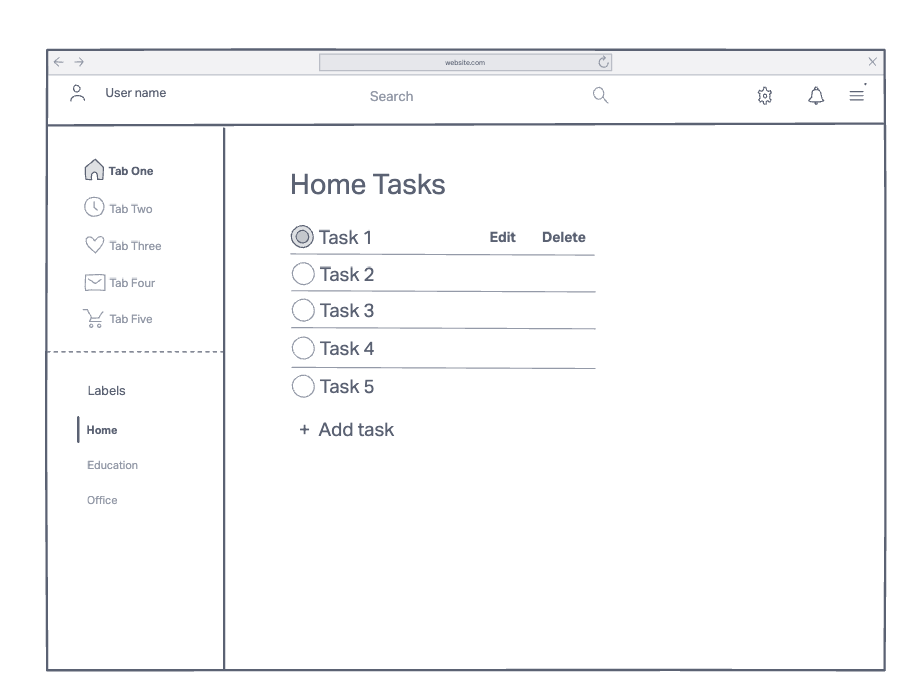 website.com
User name
Search
Tab One
Tab Two
Tab Three
Tab Four
Tab Five
Labels
Home
Education
Office
Home Tasks
Task 1 Edit Delete
Task 2
Task 3
Task 4
Task 5
+ Add task